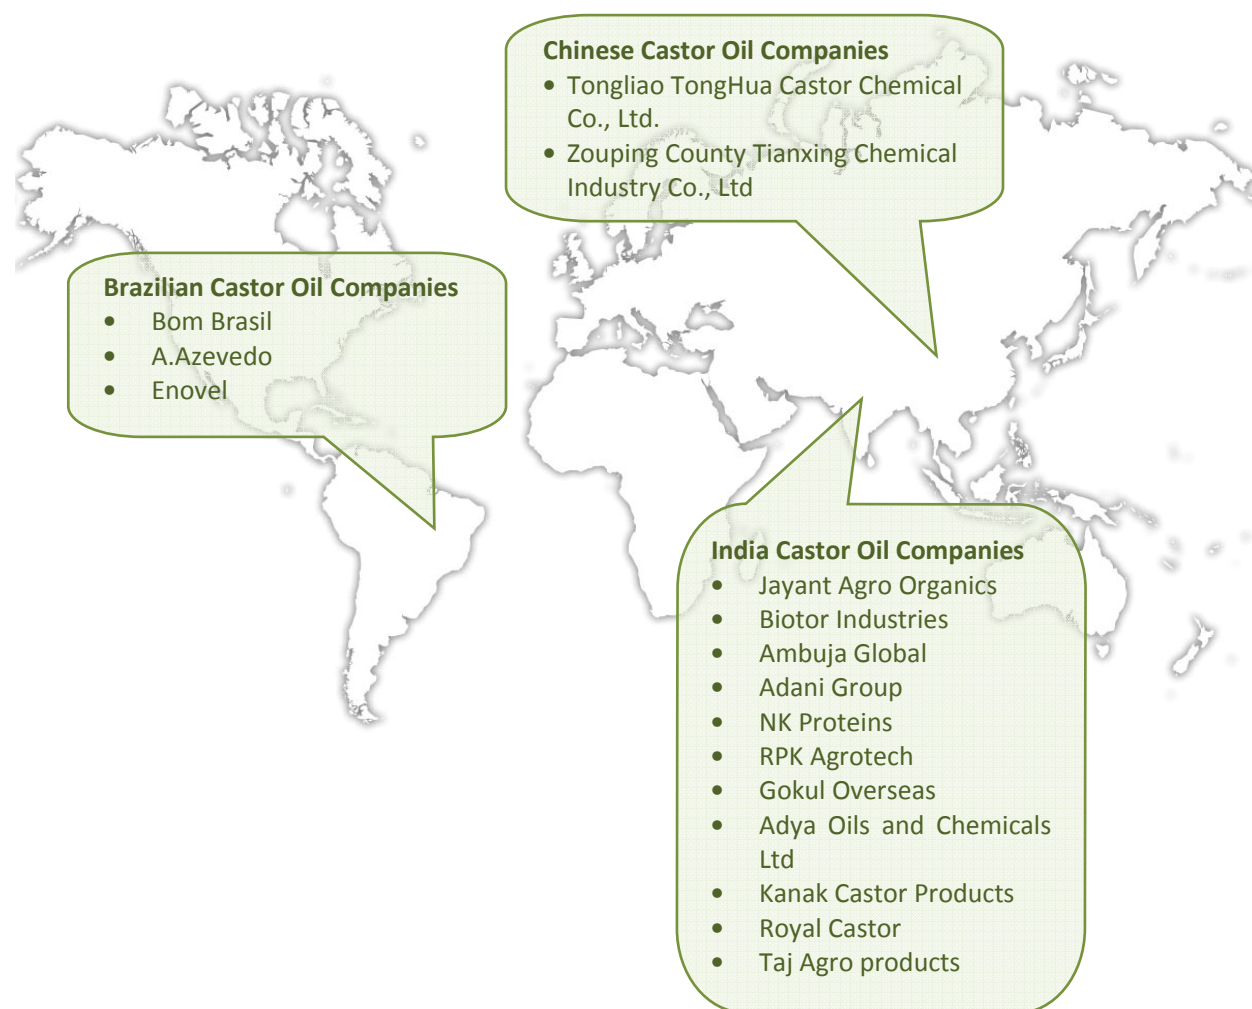 Chinese Castor Oil Companies
• Tongliao TongHua Castor Chemical
Co., Ltd.
• Zouping County Tianxing Chemical
Industry Co., Ltd
Brazilian Castor Oil Companies
• Bom Brasil
• A.Azevedo
• Enovel
India Castor Oil Companies
• Jayant Agro Organics
• Biotor Industries
• Ambuja Global
• Adani Group
• NK Proteins
• RPK Agrotech
• Gokul Overseas
• Adya Oils and Chemicals
Ltd
• Kanak Castor Products
• Royal Castor
• Taj Agro products